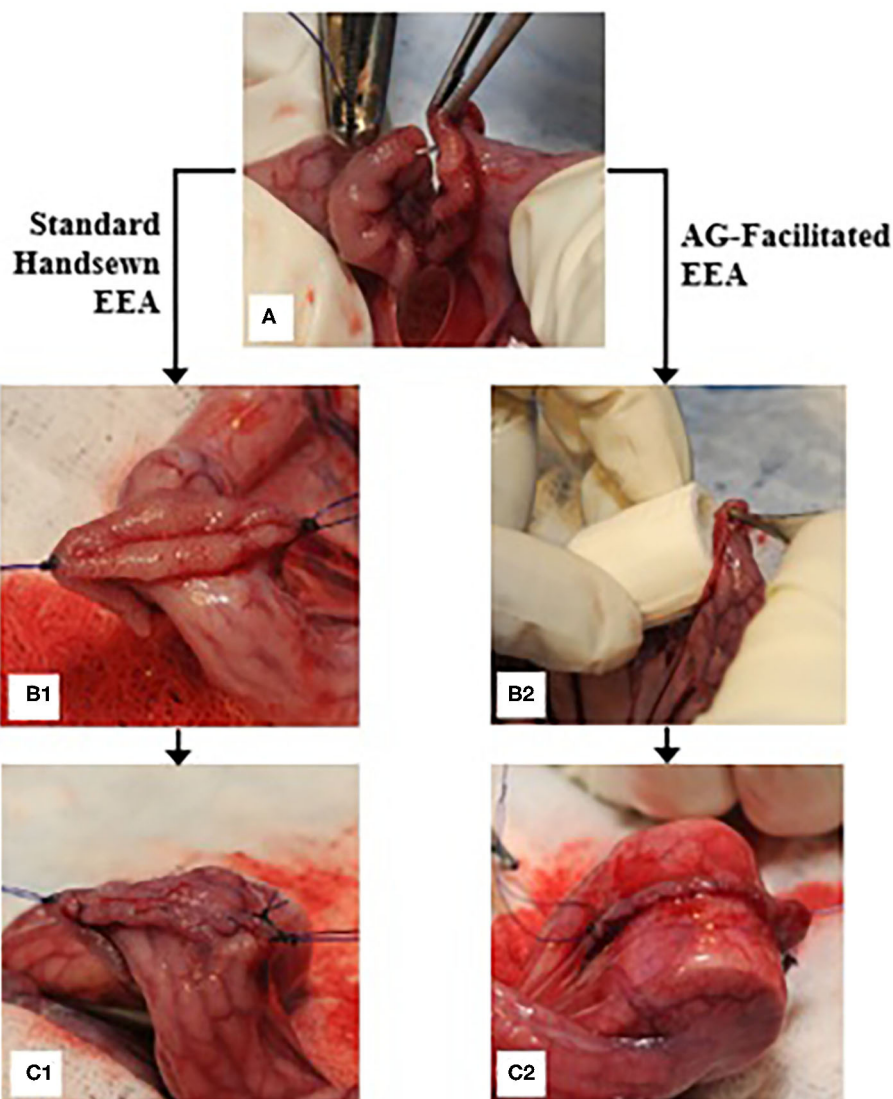 A
Standard
Handsewn
EEA
AG-Facilitated
EEA
B1
B2
C1
C2